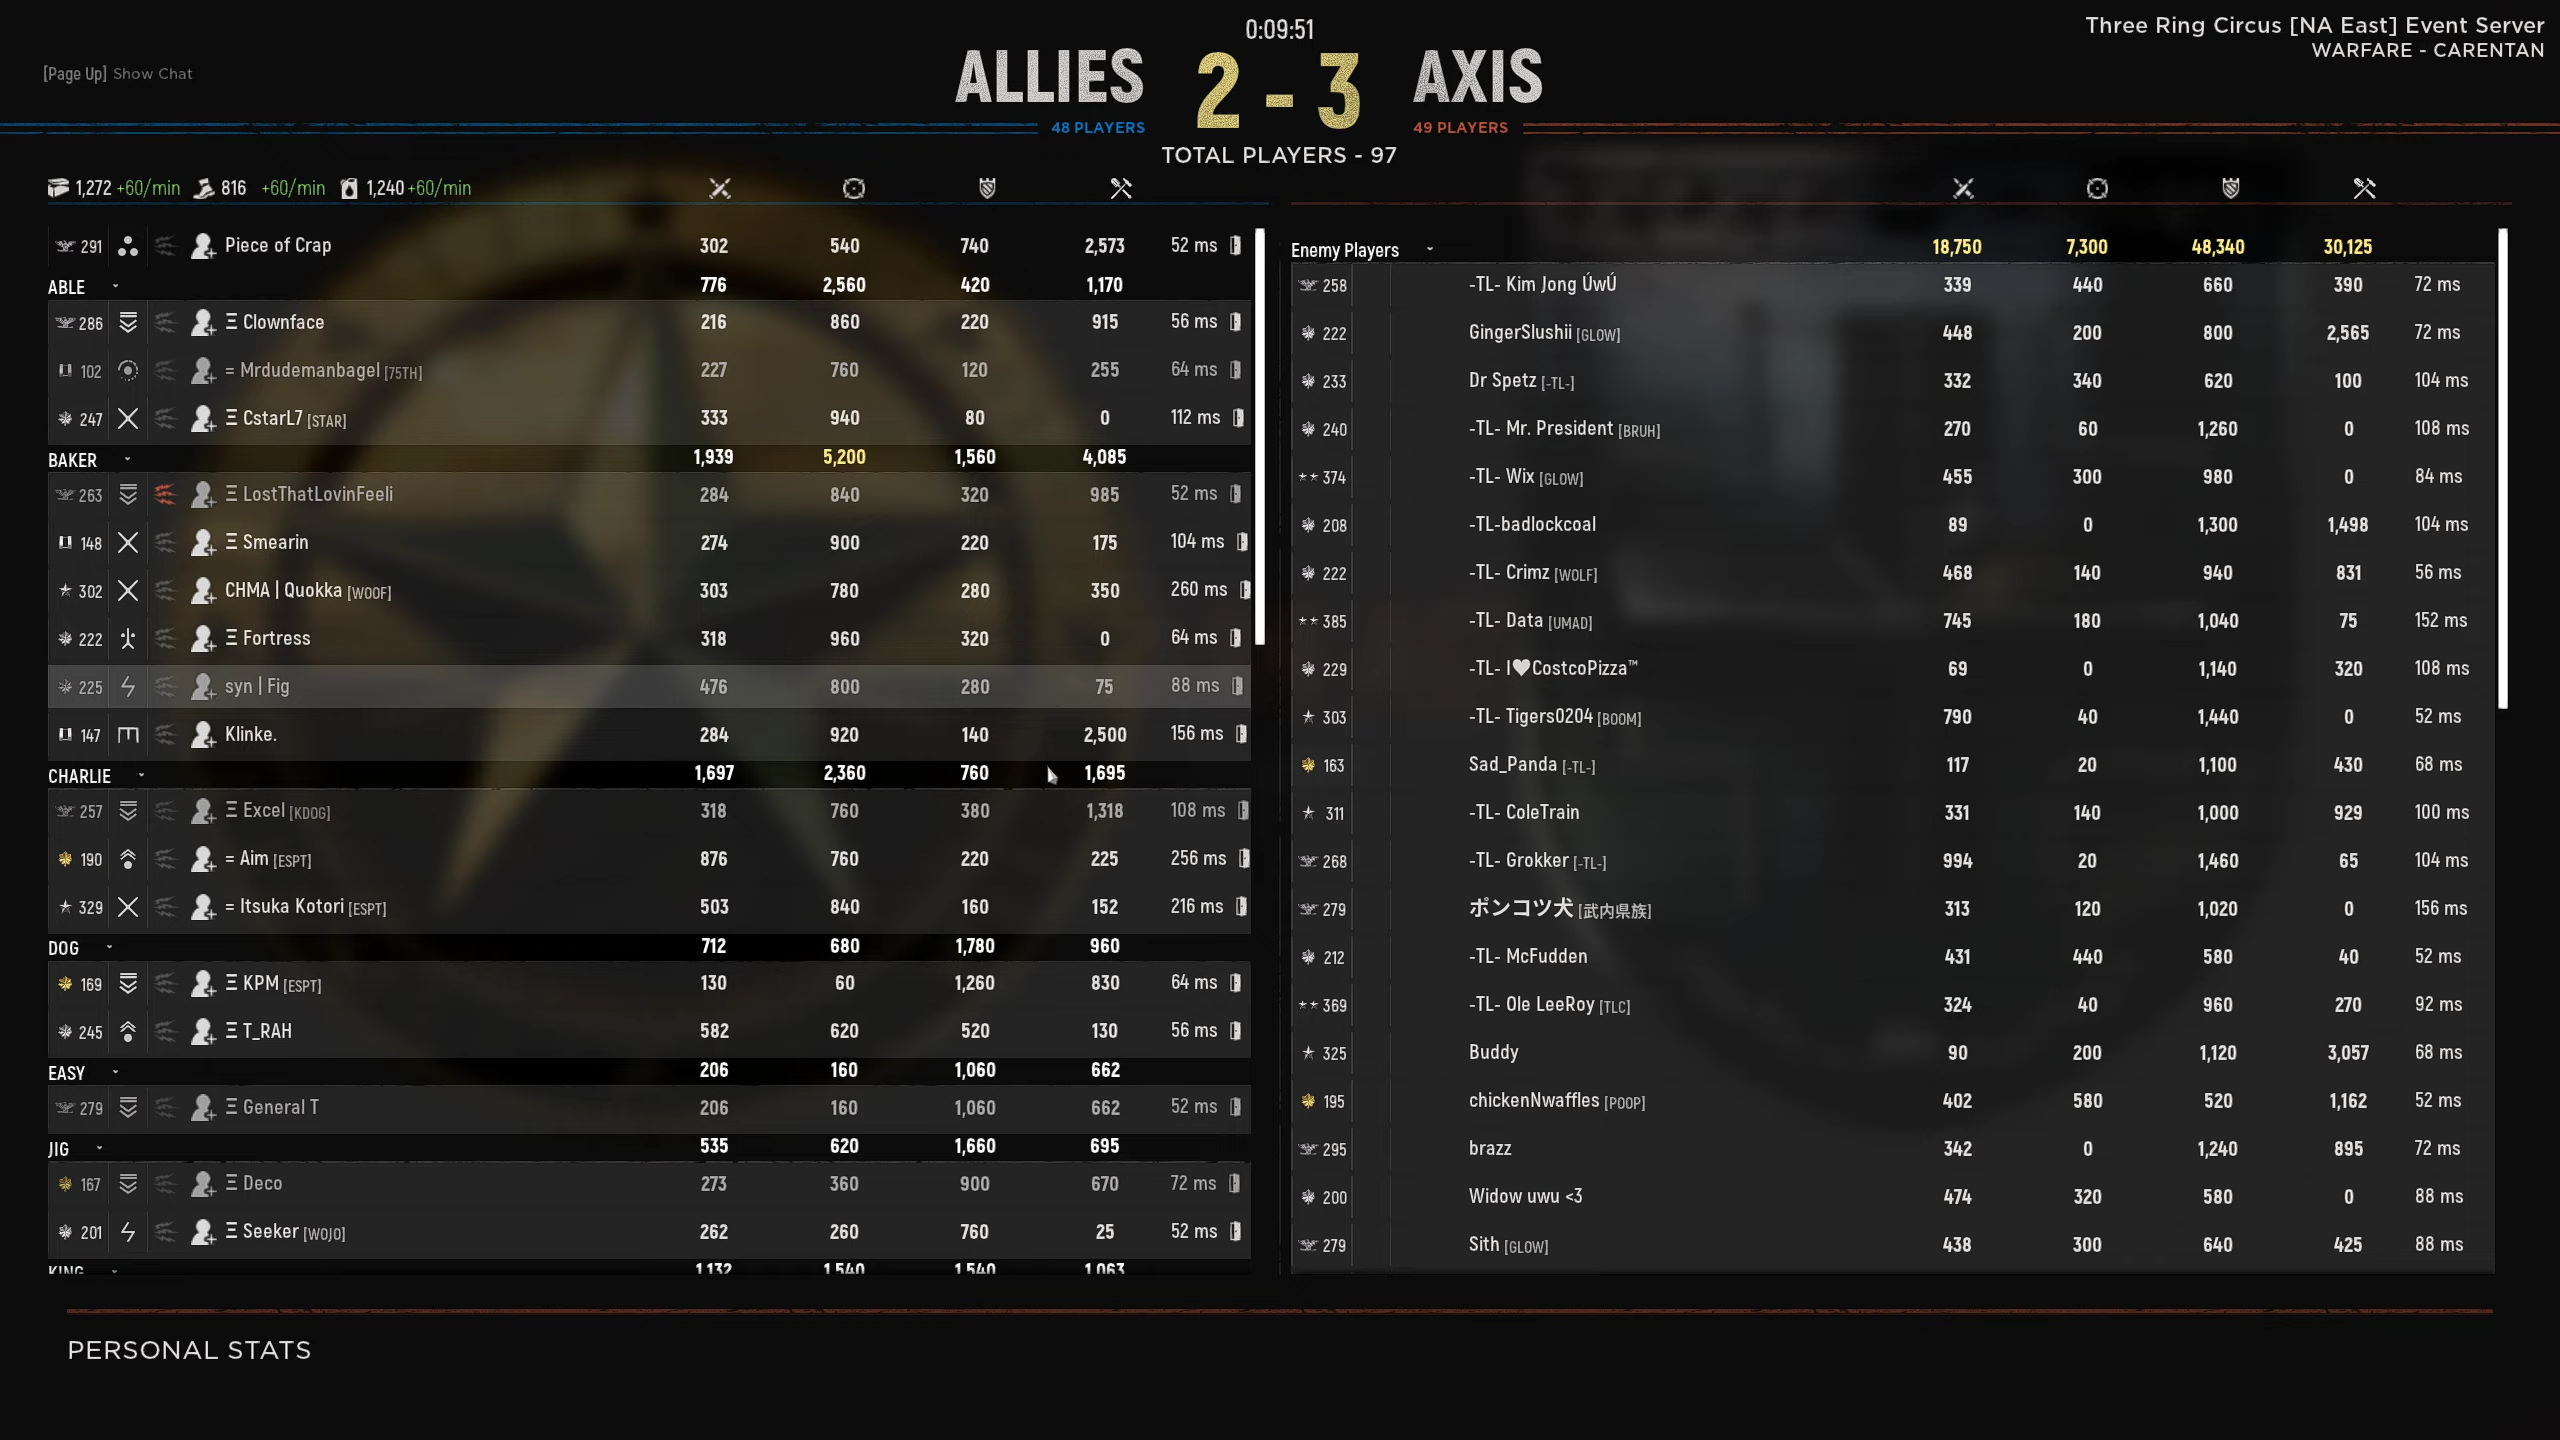 0:09:51
Three Ring Circus [NA East] Event Server
WARFARE - CARENTAN
[Page Up] Show Chat
ALLIES 2 - 3 AXIS
48 PLAYERS 49 PLAYERS
TOTAL PLAYERS - 97
1,272 +60/min 816 +60/min 1,240 +60/min
291 Piece of Crap 302 540 740 2,573 52 ms
ABLE 776 2,560 420 1,170
286 Ξ Clownface 216 860 220 915 56 ms
102 = Mrdudemanbagel [75TH] 227 760 120 255 64 ms
247 Ξ CstarL7 [STAR] 333 940 80 0 112 ms
BAKER 1,939 5,200 1,560 4,085
263 Ξ LostThatLovinFeeli 284 840 320 985 52 ms
148 Ξ Smearin 274 900 220 175 104 ms
302 CHMA | Quokka [WOOF] 303 780 280 350 260 ms
222 Ξ Fortress 318 960 320 0 64 ms
225 syn | Fig 476 800 280 75 88 ms
147 Klinke. 284 920 140 2,500 156 ms
CHARLIE 1,697 2,360 760 1,695
257 Ξ Excel [KDOG] 318 760 380 1,318 108 ms
190 = Aim [ESPT] 876 760 220 225 256 ms
329 = Itsuka Kotori [ESPT] 503 840 160 152 216 ms
DOG 712 680 1,780 960
169 Ξ KPM [ESPT] 130 60 1,260 830 64 ms
245 Ξ T_RAH 582 620 520 130 56 ms
EASY 206 160 1,060 662
279 Ξ General T 206 160 1,060 662 52 ms
JIG 535 620 1,660 695
167 Ξ Deco 273 360 900 670 72 ms
201 Ξ Seeker [WOJO] 262 260 760 25 52 ms
KING 1,132 1,540 1,540 1,063
Enemy Players 18,750 7,300 48,340 30,125
258 -TL- Kim Jong ÚwÚ 339 440 660 390 72 ms
222 GingerSlushii [GLOW] 448 200 800 2,565 72 ms
233 Dr Spetz [-TL-] 332 340 620 100 104 ms
240 -TL- Mr. President [BRUH] 270 60 1,260 0 108 ms
374 -TL- Wix [GLOW] 455 300 980 0 84 ms
208 -TL-badlockcoal 89 0 1,300 1,498 104 ms
222 -TL- Crimz [WOLF] 468 140 940 831 56 ms
385 -TL- Data [UMAD] 745 180 1,040 75 152 ms
229 -TL- I♥CostcoPizza™ 69 0 1,140 320 108 ms
303 -TL- Tigers0204 [BOOM] 790 40 1,440 0 52 ms
163 Sad_Panda [-TL-] 117 20 1,100 430 68 ms
311 -TL- ColeTrain 331 140 1,000 929 100 ms
268 -TL- Grokker [-TL-] 994 20 1,460 65 104 ms
279 ポンコツ犬 [武内県族] 313 120 1,020 0 156 ms
212 -TL- McFudden 431 440 580 40 52 ms
369 -TL- Ole LeeRoy [TLC] 324 40 960 270 92 ms
325 Buddy 90 200 1,120 3,057 68 ms
195 chickenNwaffles [POOP] 402 580 520 1,162 52 ms
295 brazz 342 0 1,240 895 72 ms
200 Widow uwu <3 474 320 580 0 88 ms
279 Sith [GLOW] 438 300 640 425 88 ms
PERSONAL STATS